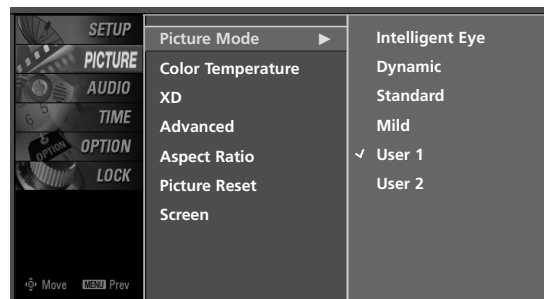 SETUP
PICTURE
AUDIO
TIME
OPTION
LOCK
Move MENU Prev
Picture Mode ►
Color Temperature
XD
Advanced
Aspect Ratio
Picture Reset
Screen
Intelligent Eye
Dynamic
Standard
Mild
✓ User 1
User 2